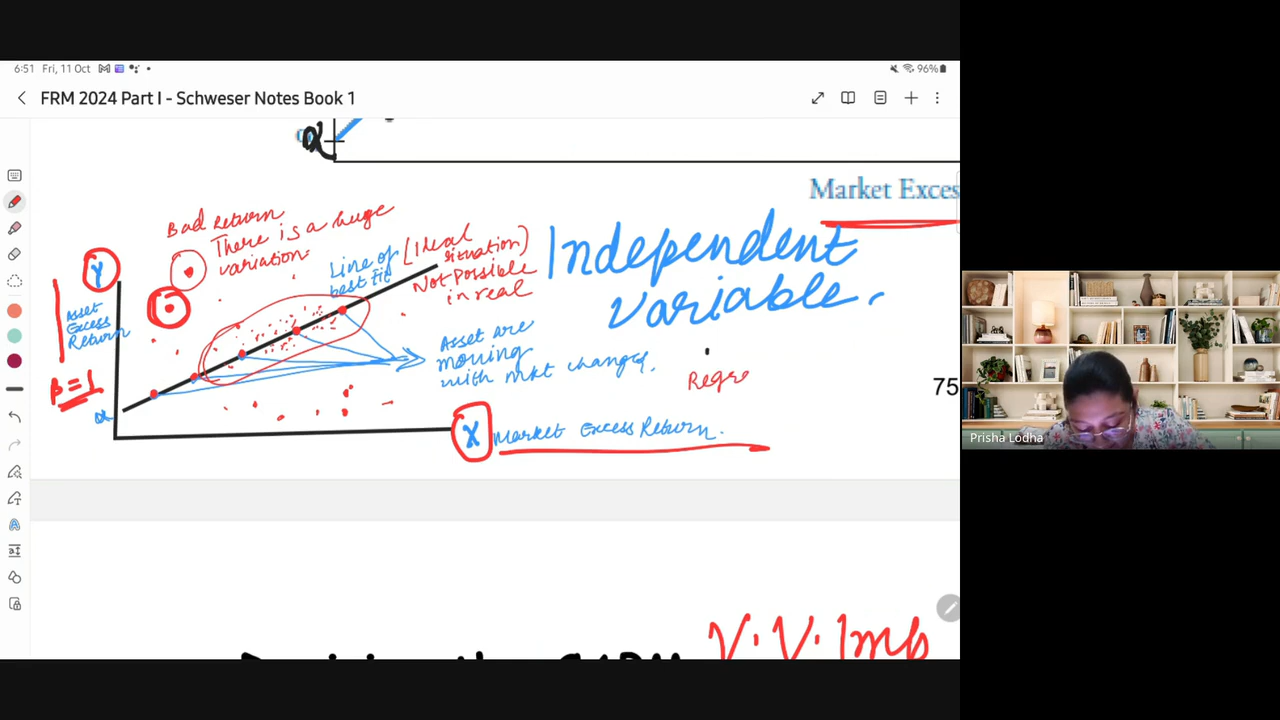 6:51 Fri, 11 Oct
96%
FRM 2024 Part I - Schweser Notes Book 1
α
Market Exces
Bad Return
There is a huge
variation
Line of
best fit
[Ideal
situation)
Not Possible
in real
Independent
Variable.
Y
Asset
Excess
Return
β = 1
α
Asset are
moving
with mkt changes.
Regre
75
X Market Excess Return.
Prisha Lodha
V.V.Imp